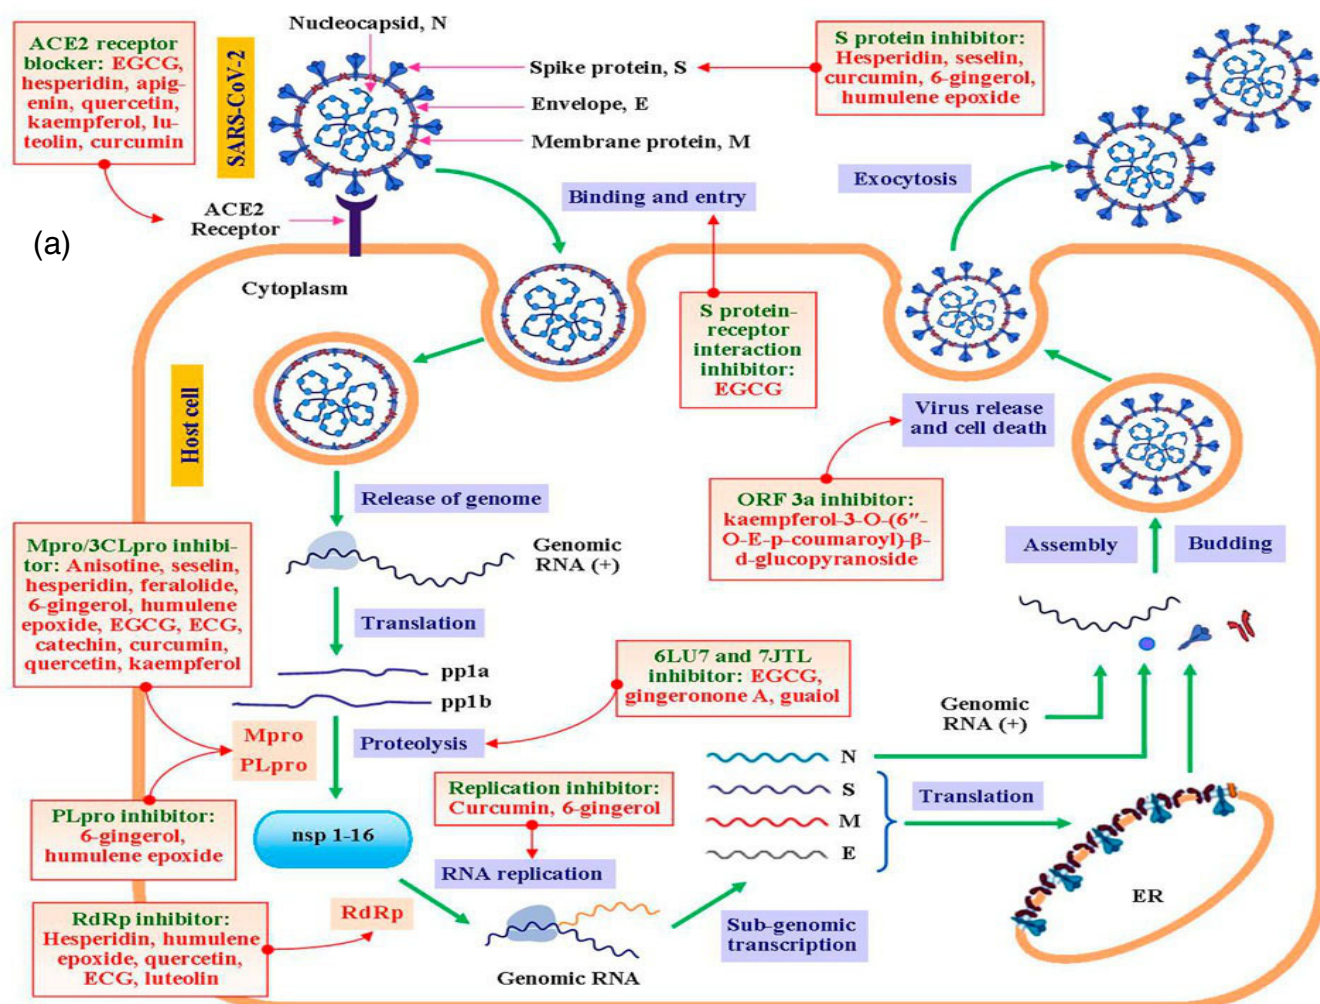 Nucleocapsid, N
ACE2 receptor
blocker: EGCG,
hesperidin, apig-
enin, quercetin,
kaempferol, lu-
teolin, curcumin
SARS-CoV-2
Spike protein, S
Envelope, E
Membrane protein, M
S protein inhibitor:
Hesperidin, seselin,
curcumin, 6-gingerol,
humulene epoxide
Exocytosis
Binding and entry
ACE2
Receptor
(a)
Cytoplasm
S protein-
receptor
interaction
inhibitor:
EGCG
Host cell
Virus release
and cell death
Release of genome
ORF 3a inhibitor:
kaempferol-3-O-(6″-
O-E-p-coumaroyl)-β-
d-glucopyranoside
Assembly
Budding
Genomic
RNA (+)
Mpro/3CLpro inhibi-
tor: Anisotine, seselin,
hesperidin, feralolide,
6-gingerol, humulene
epoxide, EGCG, ECG,
catechin, curcumin,
quercetin, kaempferol
Translation
pp1a
pp1b
6LU7 and 7JTL
inhibitor: EGCG,
gingeronone A, guaiol
Genomic
RNA (+)
Mpro
PLpro
Proteolysis
N
S
M
E
Translation
Replication inhibitor:
Curcumin, 6-gingerol
PLpro inhibitor:
6-gingerol,
humulene epoxide
nsp 1-16
RNA replication
ER
RdRp inhibitor:
Hesperidin, humulene
epoxide, quercetin,
ECG, luteolin
RdRp
Sub-genomic
transcription
Genomic RNA